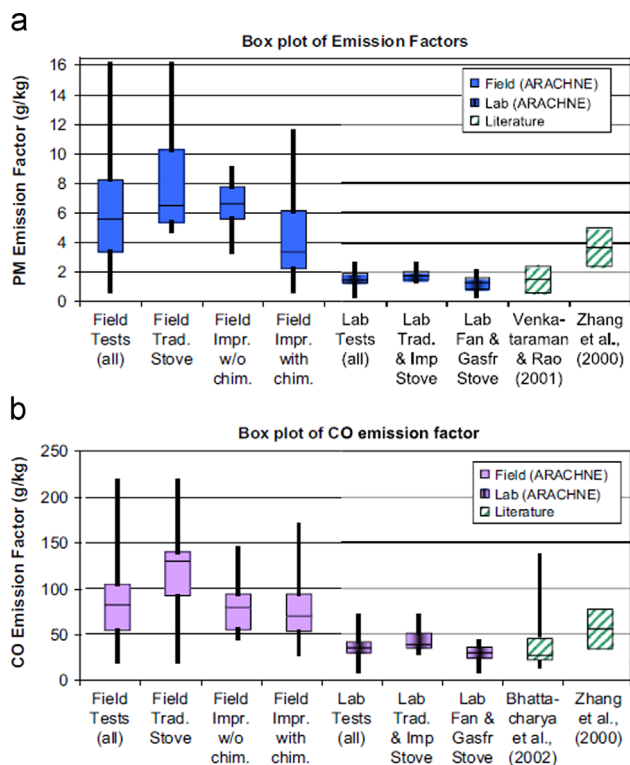 a
Box plot of Emission Factors
PM Emission Factor (g/kg)
16
14
12
10
8
6
4
2
0
Field (ARACHNE)
Lab (ARACHNE)
Literature
Field Field Field Field Lab Lab Lab Venka- Zhang
Tests Trad. Impr. Impr. Tests Trad. Fan & taraman et al.,
(all) Stove w/o with (all) & Imp Gasfr & Rao (2000)
chim. chim. Stove Stove (2001)
b
Box plot of CO emission factor
CO Emission Factor (g/kg)
250
200
150
100
50
0
Field (ARACHNE)
Lab (ARACHNE)
Literature
Field Field Field Field Lab Lab Lab Bhatta- Zhang
Tests Trad. Impr. Impr. Tests Trad. Fan & charya et al.,
(all) Stove w/o with (all) & Imp Gasfr et al., (2000)
chim. chim. Stove Stove (2002)